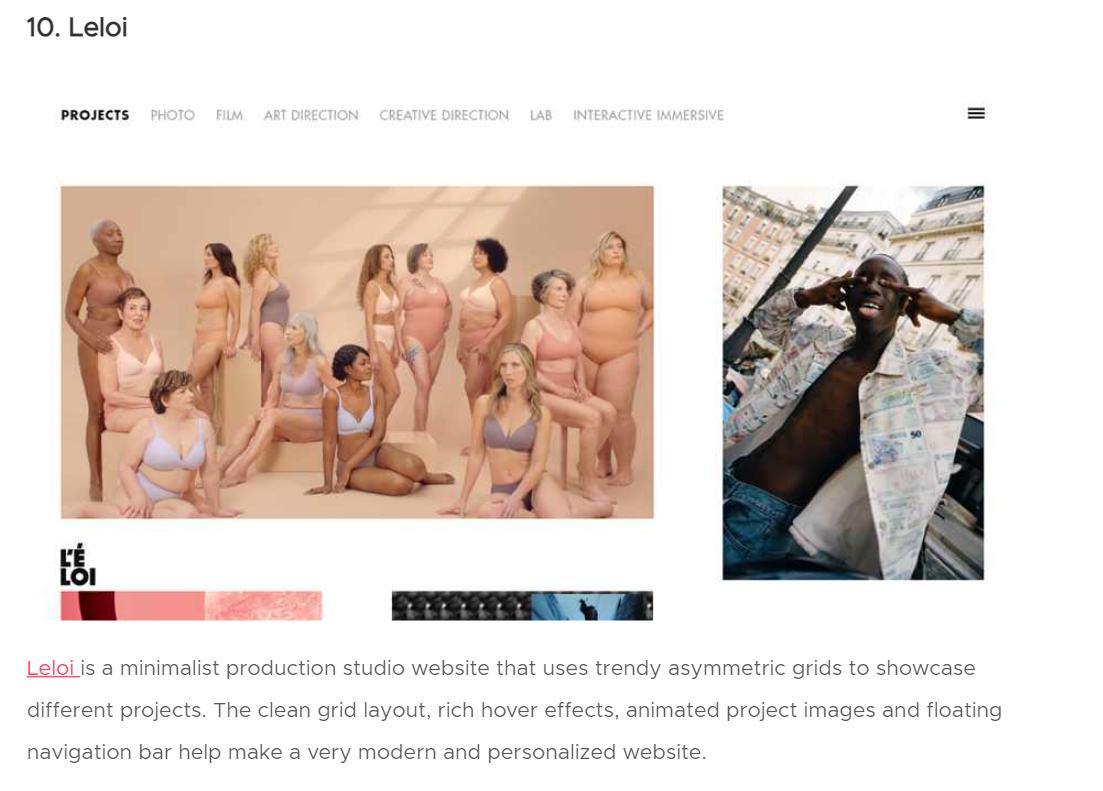 10. Leloi
PROJECTS PHOTO FILM ART DIRECTION CREATIVE DIRECTION LAB INTERACTIVE IMMERSIVE
50
L'É
LOI
Leloi is a minimalist production studio website that uses trendy asymmetric grids to showcase
different projects. The clean grid layout, rich hover effects, animated project images and floating
navigation bar help make a very modern and personalized website.